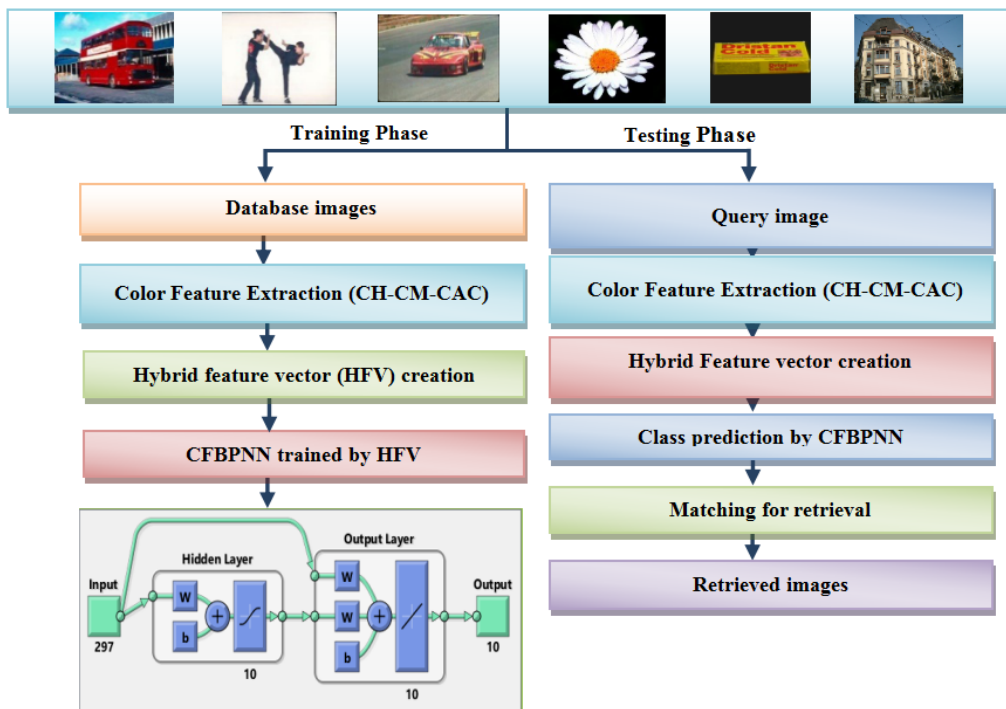 Dristan
Cold
Training Phase
Testing Phase
Database images
Color Feature Extraction (CH-CM-CAC)
Hybrid feature vector (HFV) creation
CFBPNN trained by HFV
Input
297
Hidden Layer
W
b
+
10
Output Layer
W
W
b
+
10
Output
10
Query image
Color Feature Extraction (CH-CM-CAC)
Hybrid Feature vector creation
Class prediction by CFBPNN
Matching for retrieval
Retrieved images